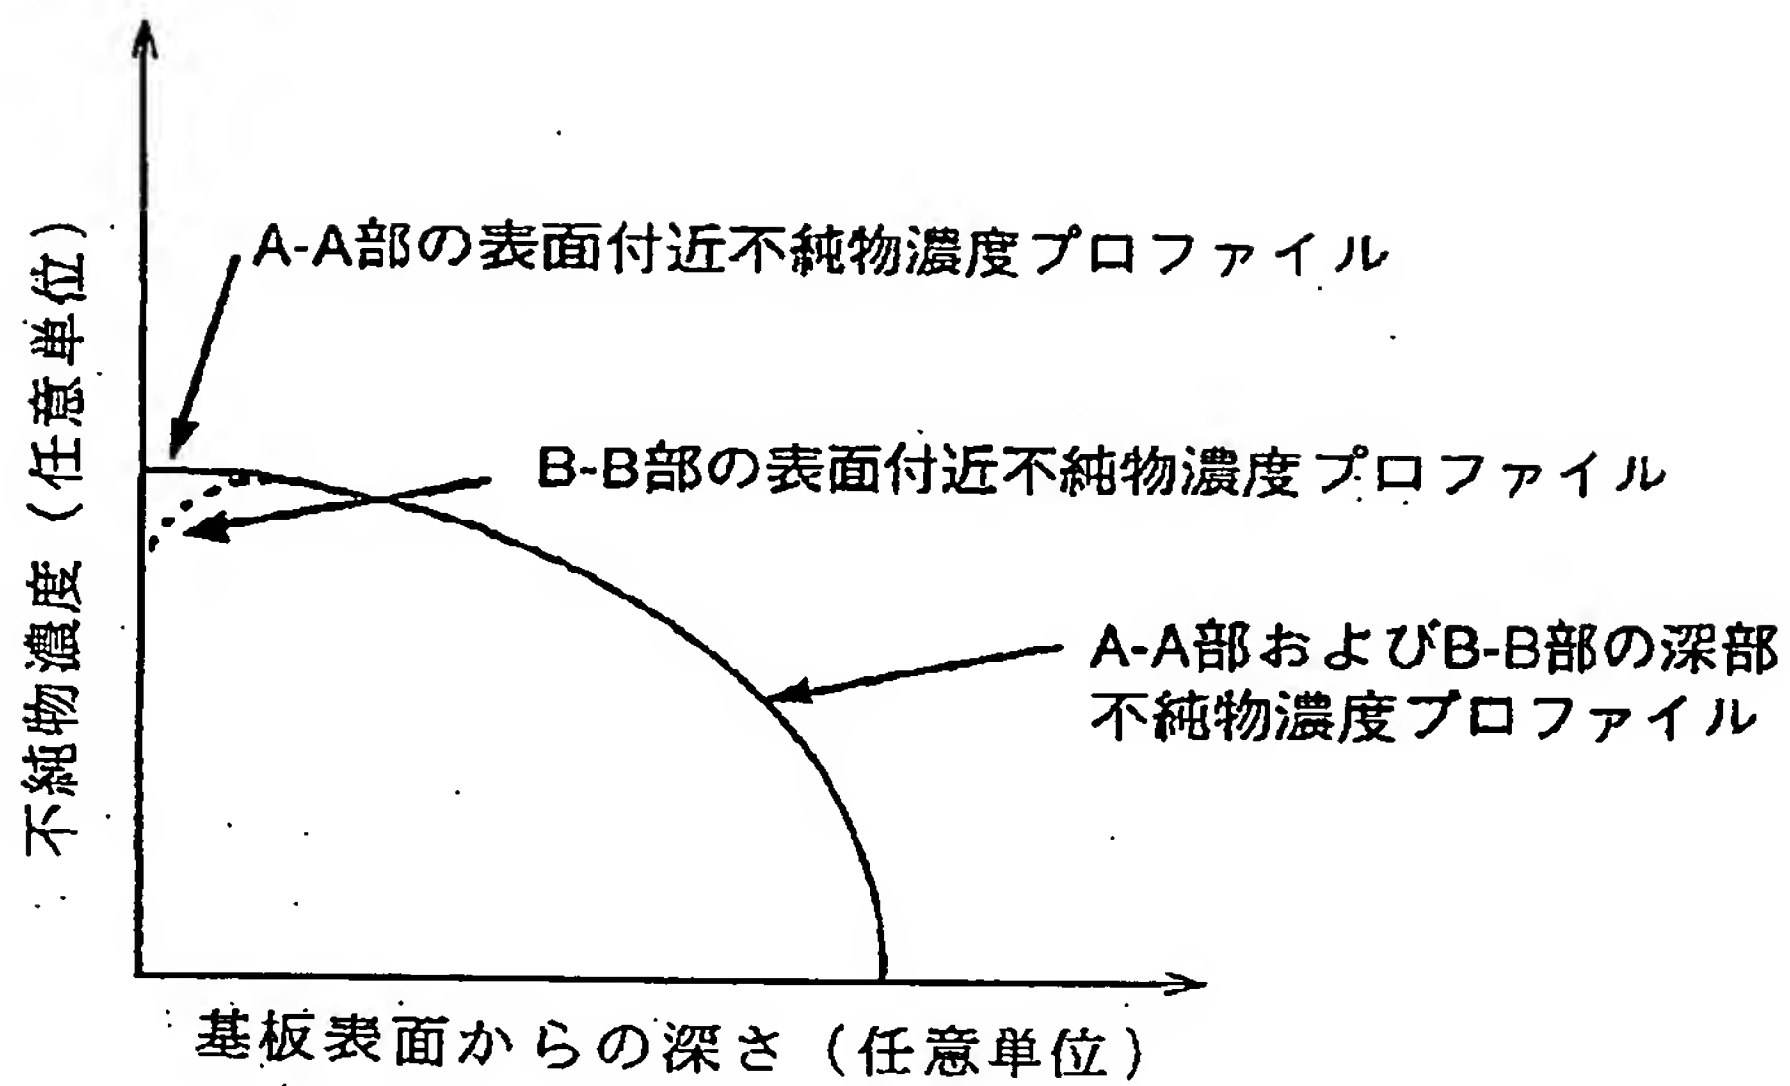 不純物濃度（任意単位）
A-A部の表面付近不純物濃度プロファイル
B-B部の表面付近不純物濃度プロファイル
A-A部およびB-B部の深部
不純物濃度プロファイル
基板表面からの深さ（任意単位）